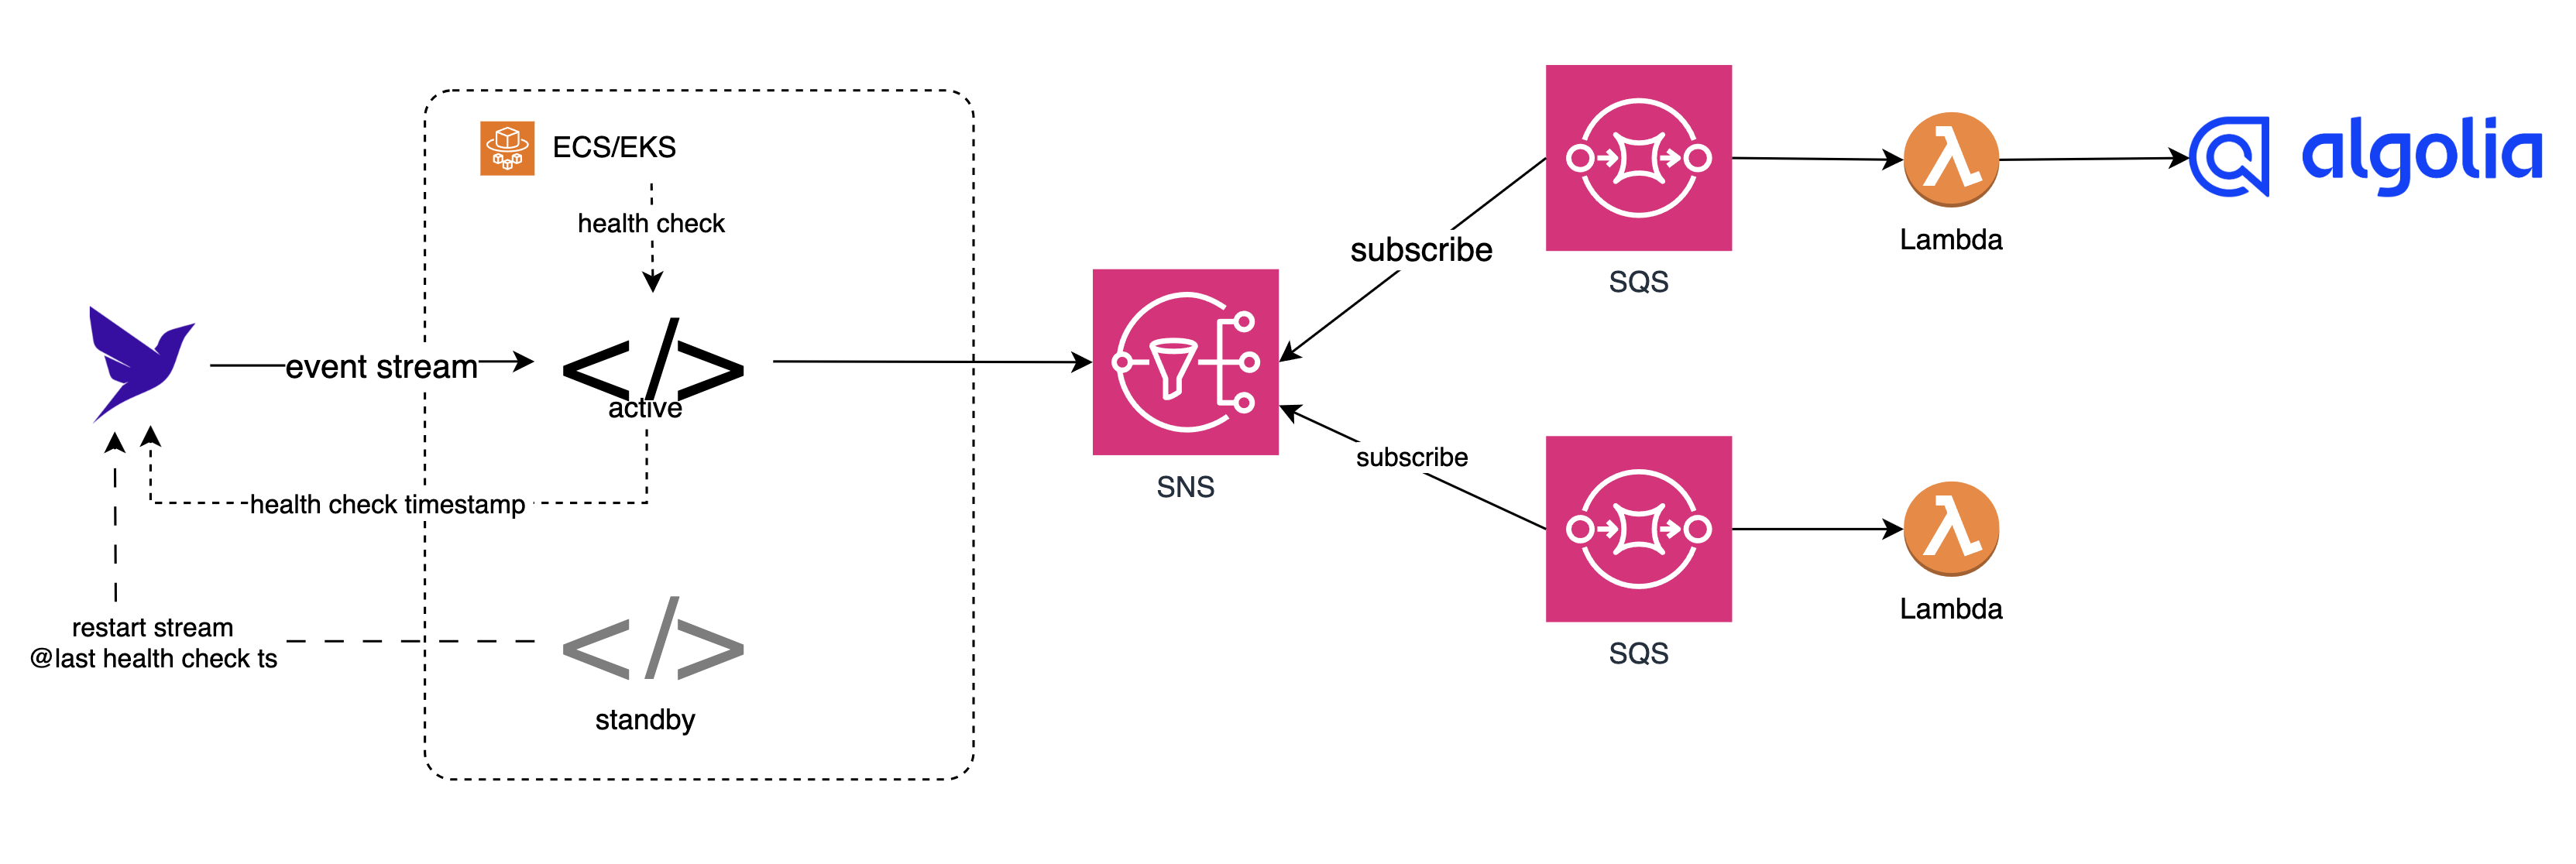 ECS/EKS
health check
event stream
active
health check timestamp
restart stream
@last health check ts
standby
SNS
subscribe
subscribe
SQS
Lambda
algolia
SQS
Lambda